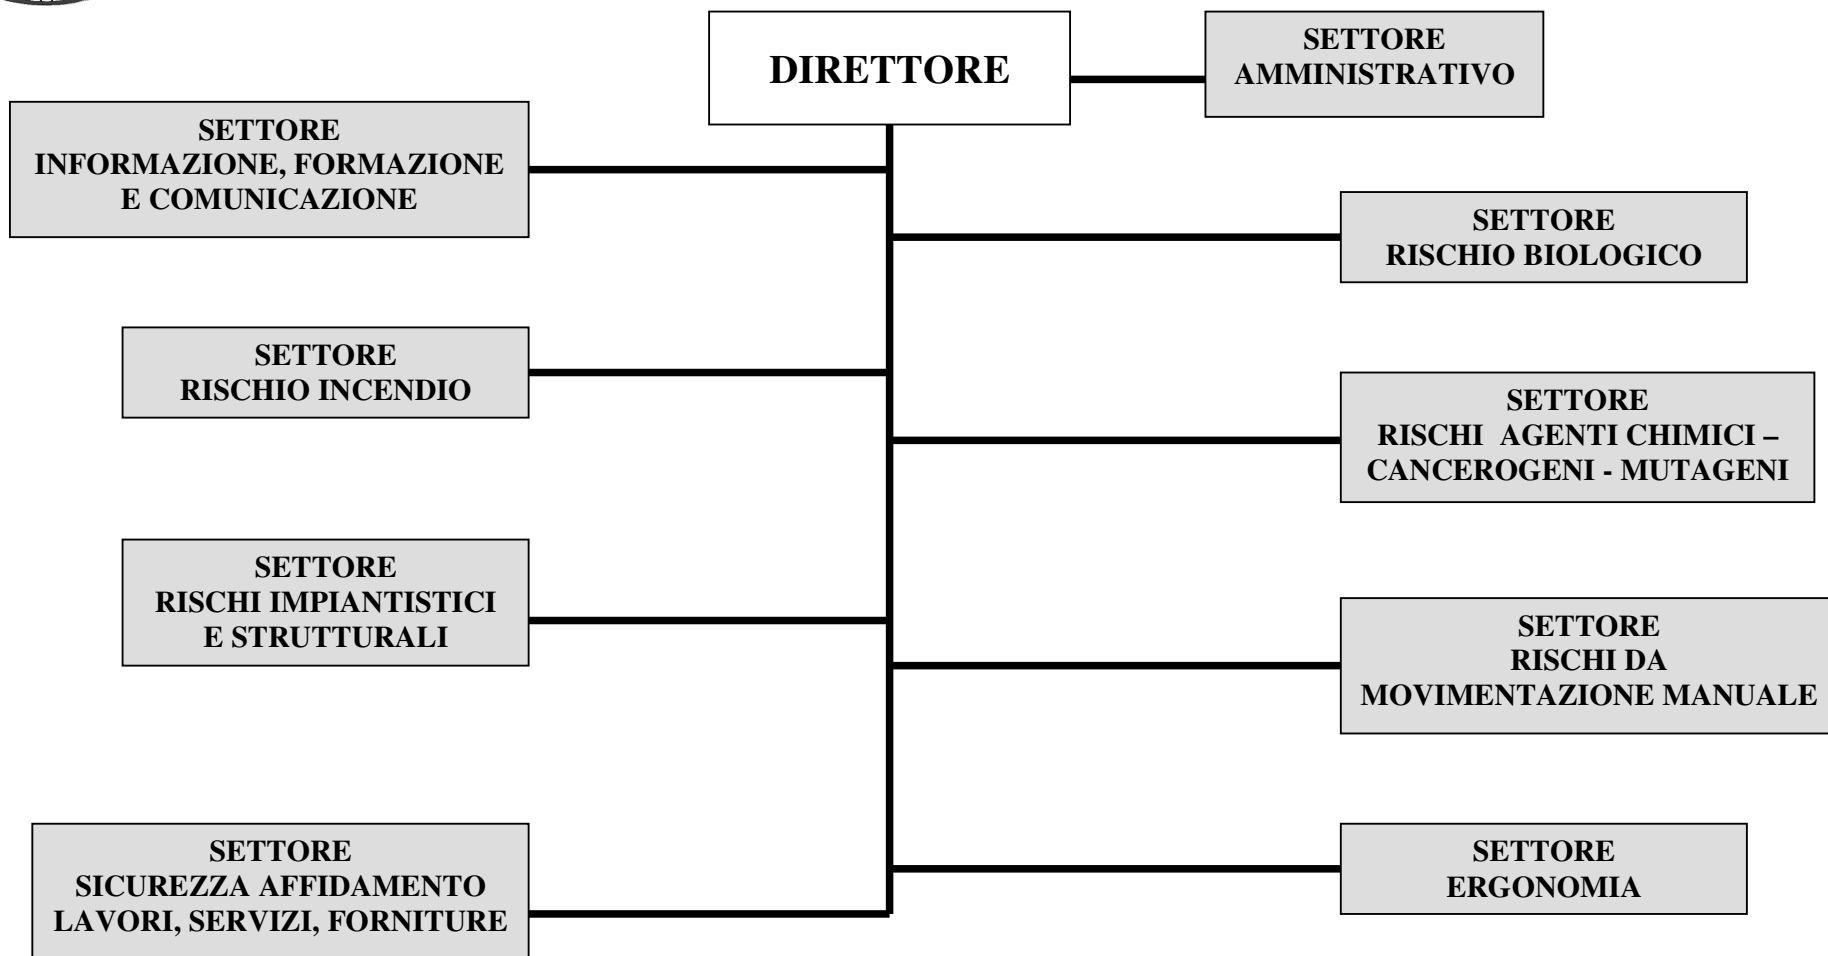 DIRETTORE
SETTORE
AMMINISTRATIVO
SETTORE
INFORMAZIONE, FORMAZIONE
E COMUNICAZIONE
SETTORE
RISCHIO BIOLOGICO
SETTORE
RISCHIO INCENDIO
SETTORE
RISCHI AGENTI CHIMICI –
CANCEROGENI - MUTAGENI
SETTORE
RISCHI IMPIANTISTICI
E STRUTTURALI
SETTORE
RISCHI DA
MOVIMENTAZIONE MANUALE
SETTORE
SICUREZZA AFFIDAMENTO
LAVORI, SERVIZI, FORNITURE
SETTORE
ERGONOMIA